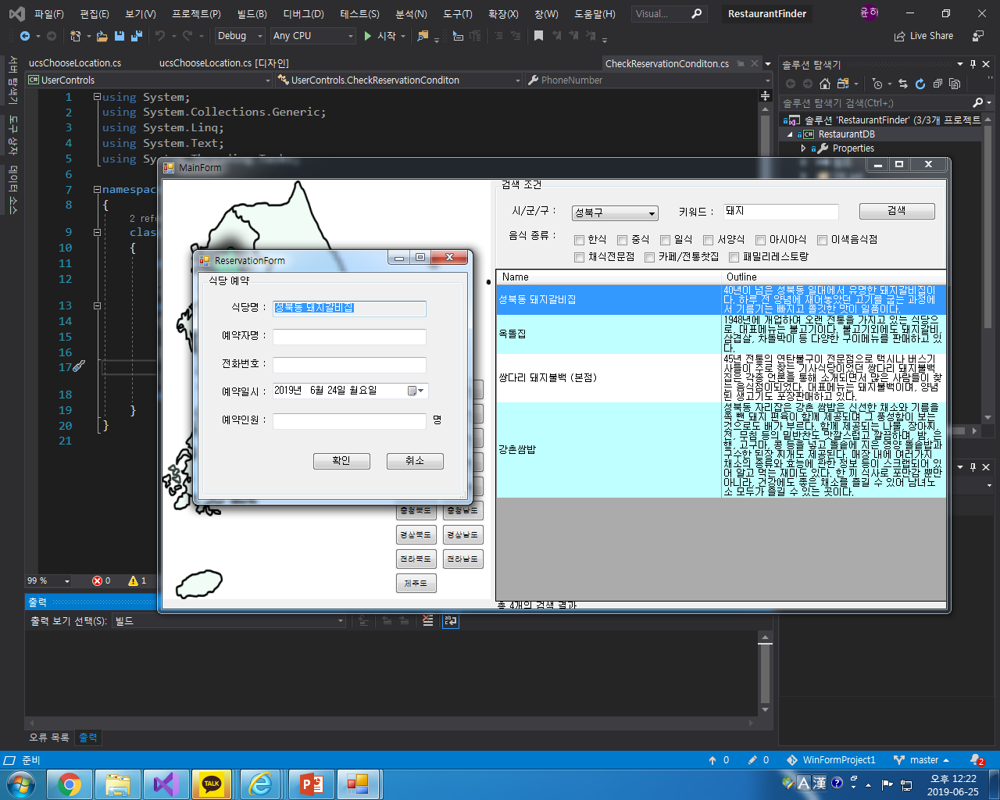 파일(F) 편집(E) 보기(V) 프로젝트(P) 빌드(B) 디버그(D) 테스트(S) 분석(N) 도구(T) 확장(X) 창(W) 도움말(H) Visual... RestaurantFinder 윤하
Debug Any CPU 시작 Live Share
서버 탐색기
도구 상자
데이터 소스
ucsChooseLocation.cs ucsChooseLocation.cs [디자인] CheckReservationConditon.cs
UserControls UserControls.CheckReservationConditon PhoneNumber
1 using System;
2 using System.Collections.Generic;
3 using System.Linq;
4 using System.Text;
5 using
6
7 namespac
8 {
2 refe
9 clas
10 {
11
12
13
14
15
16
17
18
19 }
20 }
21
99 % 0 1
솔루션 탐색기
솔루션 탐색기 검색(Ctrl+;)
솔루션 'RestaurantFinder' (3/3개 프로젝트
RestaurantDB
Properties
MainForm
검색 조건
시/군/구 : 성북구 키워드 : 돼지 검색
음식 종류 : 한식 중식 일식 서양식 아시아식 이색음식점
채식전문점 카페/전통찻집 패밀리레스토랑
Name Outline
성북동 돼지갈비집
40년이 넘은 성북동 일대에서 유명한 돼지갈비집이
다. 하루 전 양념에 재어놓았던 고기를 굽는 과정에
서 기름기는 빠지고 쫄깃한 맛이 일품이다.
옥돌집
1948년에 개업하며 오랜 전통을 가지고 있는 식당으
로, 대표메뉴는 불고기이다. 불고기외에도 돼지갈비,
삼겹살, 차돌박이 등 다양한 구이메뉴를 판매하고 있
다.
쌍다리 돼지불백 (본점)
45년 전통의 연탄불구이 전문점으로 택시나 버스기
사들이 주로 찾는 기사식당이었던 쌍다리 돼지불백
집은 각종 언론을 통해 소개되면서 많은 사람들이 찾
는 음식점이되었다. 대표메뉴는 돼지불백이며, 양념
된 생고기도 포장판매하고 있다.
강촌쌈밥
성북동 자리잡은 강촌 쌈밥은 신선한 채소와 기름을
쪽 뺀 돼지 편육이 함께 제공되며 그 풍성함이 보는
것으로도 배가 부르다. 함께 제공되는 나물, 장아찌,
전, 무침 등의 밑반찬도 맛깔스럽고 깔끔하며, 밤, 은
행, 고구마, 콩 등을 넣고 돌솥에 지은 영양 돌솥밥과
구수한 된장 찌개도 제공된다. 매장 내에 여러가지
채소의 종류와 효능에 관한 정보 등이 스크랩되어 있
어 알고 먹는 재미도 있다. 한 끼 식사로 포만감 뿐만
아니라, 건강에도 좋은 채소를 즐길 수 있어 남녀노
소 모두가 즐길 수 있는 곳이다.
총 4개의 검색 결과
ReservationForm
식당 예약
식당명 : 성북동 돼지갈비집
예약자명 :
전화번호 :
예약일시 : 2019년 6월 24일 월요일
예약인원 : 명
확인 취소
충청북도 충청남도
경상북도 경상남도
전라북도 전라남도
제주도
출력
출력 보기 선택(S): 빌드
오류 목록 출력
준비 0 0 WinFormProject1 master 2
TALK A 漢 오후 12:22
2019-06-25